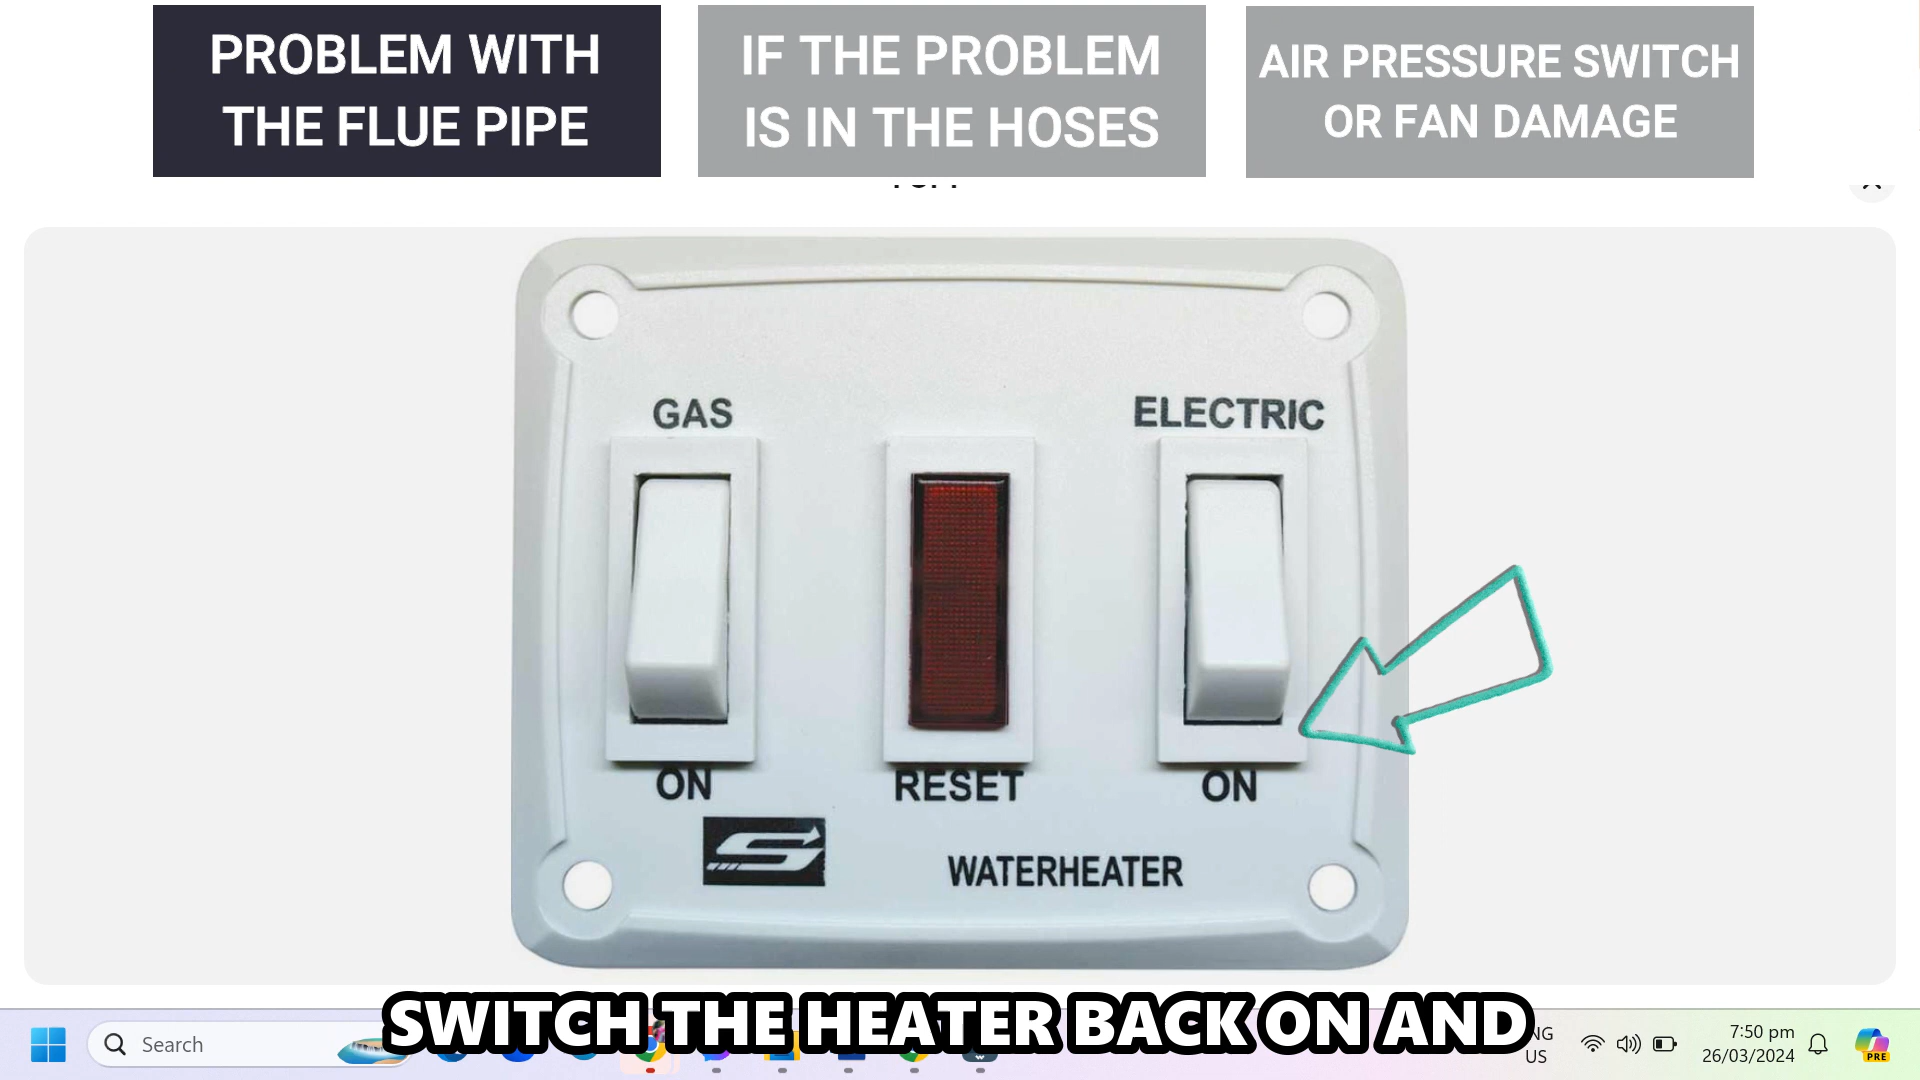 PROBLEM WITH
THE FLUE PIPE
IF THE PROBLEM
IS IN THE HOSES
AIR PRESSURE SWITCH
OR FAN DAMAGE
GAS
ELECTRIC
ON
RESET
ON
WATERHEATER
SWITCH THE HEATER BACK ON AND
Search
US
7:50 pm
26/03/2024
PRE